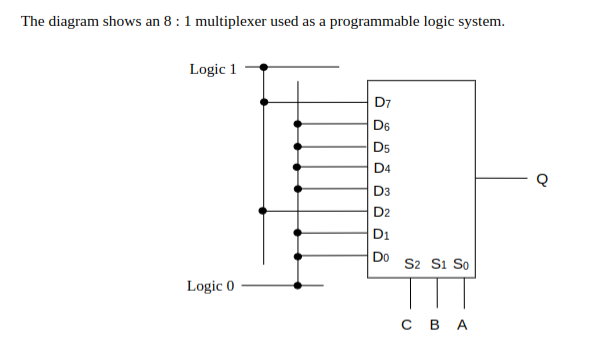 The diagram shows an 8 : 1 multiplexer used as a programmable logic system.
Logic 1
D7
D6
D5
D4
D3
D2
D1
D0
Q
S2 S1 S0
Logic 0
C B A